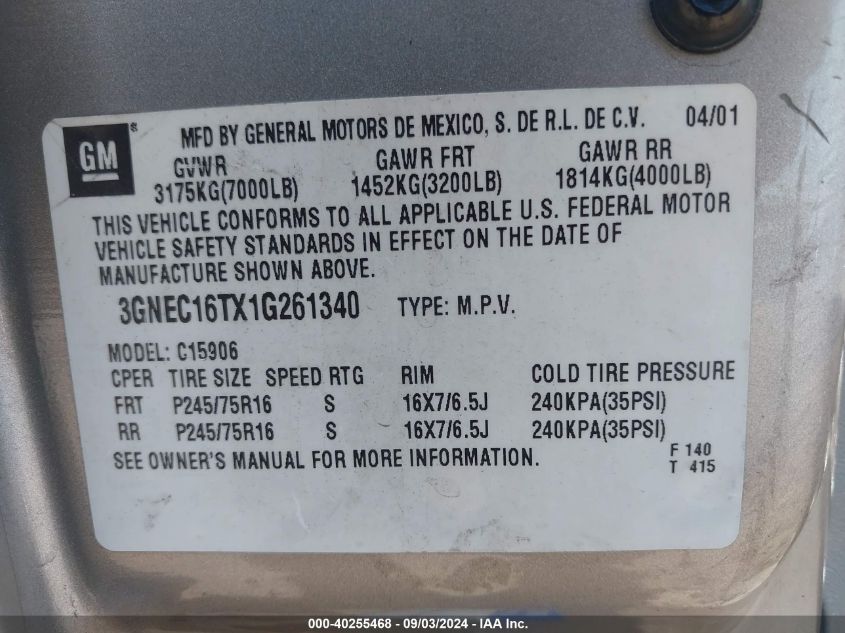 GM ®
MFD BY GENERAL MOTORS DE MEXICO, S. DE R.L. DE C.V. 04/01
GVWR GAWR FRT GAWR RR
3175KG(7000LB) 1452KG(3200LB) 1814KG(4000LB)
THIS VEHICLE CONFORMS TO ALL APPLICABLE U.S. FEDERAL MOTOR
VEHICLE SAFETY STANDARDS IN EFFECT ON THE DATE OF
MANUFACTURE SHOWN ABOVE.
3GNEC16TX1G261340 TYPE: M.P.V.
MODEL: C15906
CPER TIRE SIZE SPEED RTG RIM COLD TIRE PRESSURE
FRT P245/75R16 S 16X7/6.5J 240KPA(35PSI)
RR P245/75R16 S 16X7/6.5J 240KPA(35PSI)
SEE OWNER'S MANUAL FOR MORE INFORMATION.
F 140
T 415
000-40255468 - 09/03/2024 - IAA Inc.